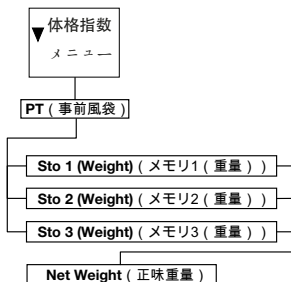 体格指数
メニュー
PT ( 事前風袋 )
Sto 1 (Weight) ( メモリ1 ( 重量 ) )
Sto 2 (Weight) ( メモリ2 ( 重量 ) )
Sto 3 (Weight) ( メモリ3 ( 重量 ) )
Net Weight ( 正味重量 )